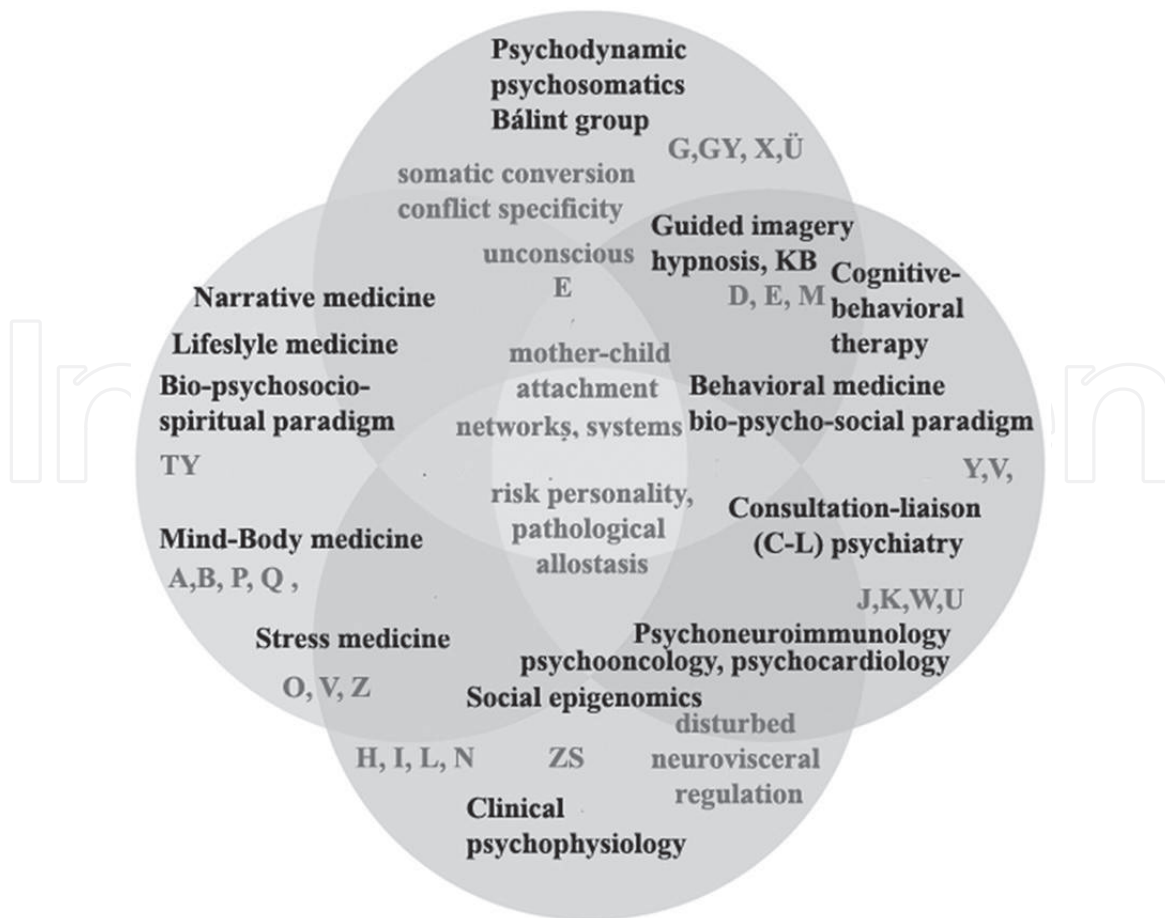 Psychodynamic
psychosomatics
Bálint group
G,GY, X,Ü
somatic conversion
conflict specificity
unconscious
E
Guided imagery
hypnosis, KB
D, E, M
Cognitive-
behavioral
therapy
Narrative medicine
Lifeslyle medicine
Bio-psychosocio-
spiritual paradigm
TY
mother-child
attachment
networks, systems
Behavioral medicine
bio-psycho-social paradigm
Y,V,
risk personality,
pathological
allostasis
Consultation-liaison
(C-L) psychiatry
J,K,W,U
Mind-Body medicine
A,B, P, Q ,
Stress medicine
O, V, Z
Psychoneuroimmunology
psychooncology, psychocardiology
Social epigenomics
disturbed
neurovisceral
regulation
H, I, L, N
ZS
Clinical
psychophysiology